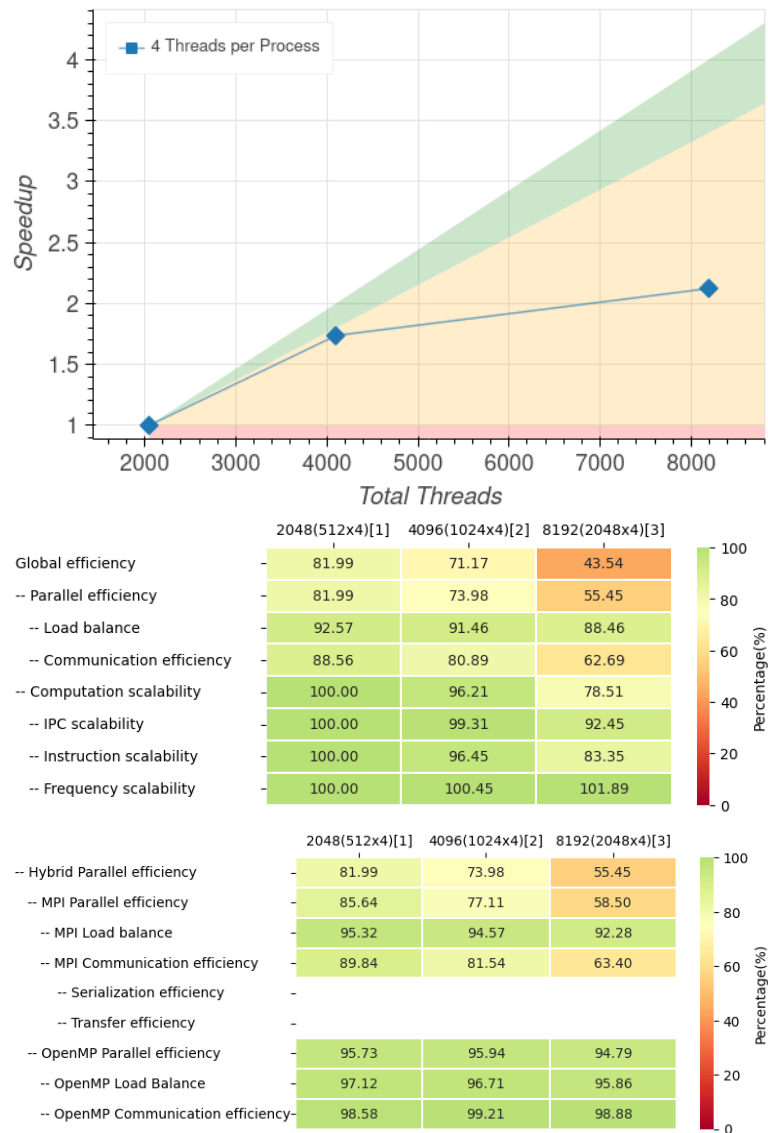 4 Threads per Process
4
3.5
3
2.5
2
1.5
1
Speedup
2000 3000 4000 5000 6000 7000 8000
Total Threads
2048(512x4)[1] 4096(1024x4)[2] 8192(2048x4)[3]
Global efficiency 81.99 71.17 43.54
-- Parallel efficiency 81.99 73.98 55.45
-- Load balance 92.57 91.46 88.46
-- Communication efficiency 88.56 80.89 62.69
-- Computation scalability 100.00 96.21 78.51
-- IPC scalability 100.00 99.31 92.45
-- Instruction scalability 100.00 96.45 83.35
-- Frequency scalability 100.00 100.45 101.89
100
80
60
40
20
0
Percentage(%)
2048(512x4)[1] 4096(1024x4)[2] 8192(2048x4)[3]
-- Hybrid Parallel efficiency 81.99 73.98 55.45
-- MPI Parallel efficiency 85.64 77.11 58.50
-- MPI Load balance 95.32 94.57 92.28
-- MPI Communication efficiency 89.84 81.54 63.40
-- Serialization efficiency
-- Transfer efficiency
-- OpenMP Parallel efficiency 95.73 95.94 94.79
-- OpenMP Load Balance 97.12 96.71 95.86
-- OpenMP Communication efficiency 98.58 99.21 98.88
100
80
60
40
20
0
Percentage(%)